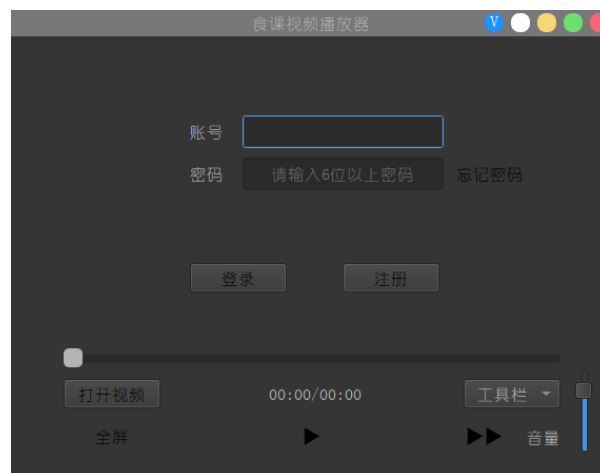 食课视频播放器 V
账号
密码 请输入6位以上密码 忘记密码
登录 注册
打开视频 00:00/00:00 工具栏
全屏 音量